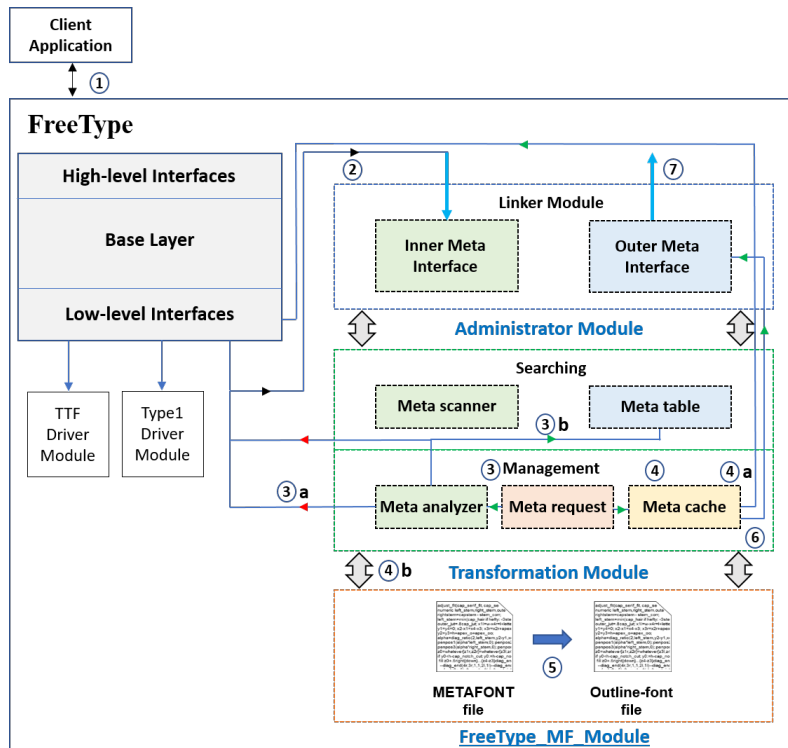 Client
Application
1
FreeType
High-level Interfaces
Base Layer
Low-level Interfaces
TTF
Driver
Module
Type1
Driver
Module
2
7
Linker Module
Inner Meta
Interface
Outer Meta
Interface
Administrator Module
Searching
Meta scanner
Meta table
3 b
3 Management
4
4 a
3 a
Meta analyzer
Meta request
Meta cache
6
4 b
Transformation Module
5
METAFONT
file
Outline-font
file
FreeType_MF_Module